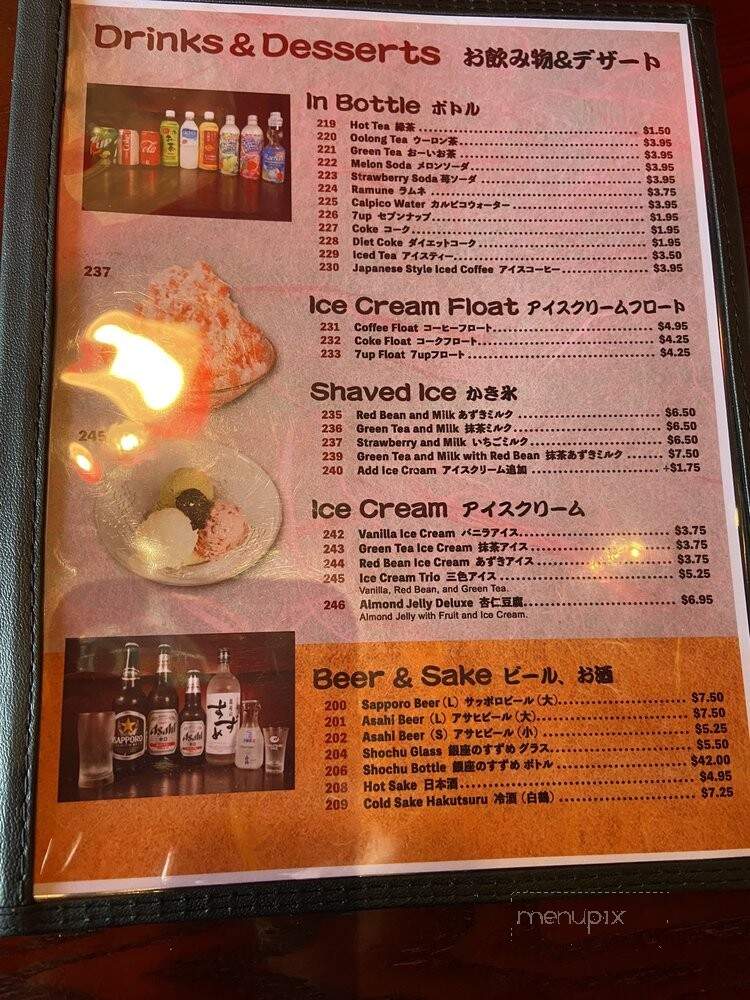 Drinks & Desserts お飲み物&デザート
In Bottle ボトル
219 Hot Tea 緑茶 $1.50
220 Oolong Tea ウーロン茶 $3.95
221 Green Tea おーいお茶 $3.95
222 Melon Soda メロンソーダ $3.95
223 Strawberry Soda 苺ソーダ $3.95
224 Ramune ラムネ $3.75
225 Calpico Water カルピコウォーター $3.95
226 7up セブンナップ $1.95
227 Coke コーク $1.95
228 Diet Coke ダイエットコーク $1.95
229 Iced Tea アイスティー $3.50
230 Japanese Style Iced Coffee アイスコーヒー $3.95
237
Ice Cream Float アイスクリームフロート
231 Coffee Float コーヒーフロート $4.95
232 Coke Float コークフロート $4.25
233 7up Float 7upフロート $4.25
Shaved Ice かき氷
235 Red Bean and Milk あずきミルク $6.50
236 Green Tea and Milk 抹茶ミルク $6.50
237 Strawberry and Milk いちごミルク $6.50
239 Green Tea and Milk with Red Bean 抹茶あずきミルク $7.50
240 Add Ice Cream アイスクリーム追加 +$1.75
245
Ice Cream アイスクリーム
242 Vanilla Ice Cream バニラアイス $3.75
243 Green Tea Ice Cream 抹茶アイス $3.75
244 Red Bean Ice Cream あずきアイス $3.75
245 Ice Cream Trio 三色アイス $5.25
Vanilla, Red Bean, and Green Tea.
246 Almond Jelly Deluxe 杏仁豆腐 $6.95
Almond Jelly with Fruit and Ice Cream.
Beer & Sake ビール、お酒
200 Sapporo Beer (L) サッポロビール (大) $7.50
201 Asahi Beer (L) アサヒビール (大) $7.50
202 Asahi Beer (S) アサヒビール (小) $5.25
204 Shochu Glass 銀座のすずめ グラス $5.50
206 Shochu Bottle 銀座のすずめ ボトル $42.00
208 Hot Sake 日本酒 $4.95
209 Cold Sake Hakutsuru 冷酒 (白鶴) $7.25
SAPPORO
Asahi
Asahi
すずめ
menupix